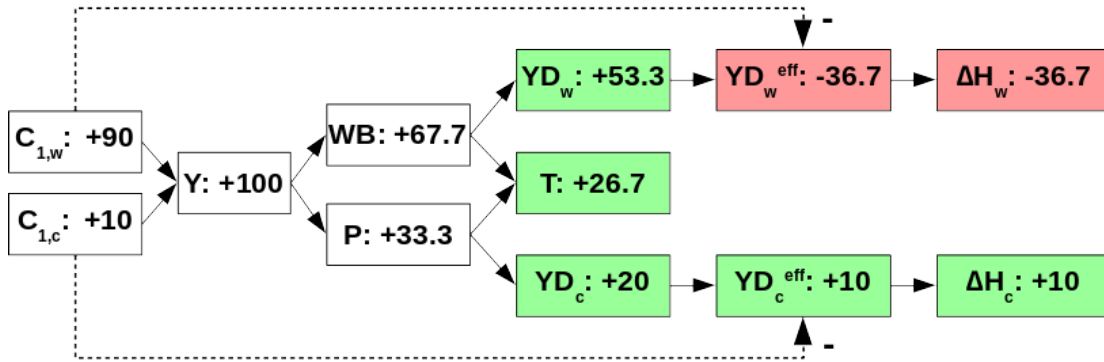 -
YD_w: +53.3
YD_w^eff: -36.7
ΔH_w: -36.7
C_1,w: +90
WB: +67.7
Y: +100
T: +26.7
C_1,c: +10
P: +33.3
YD_c: +20
YD_c^eff: +10
ΔH_c: +10
-